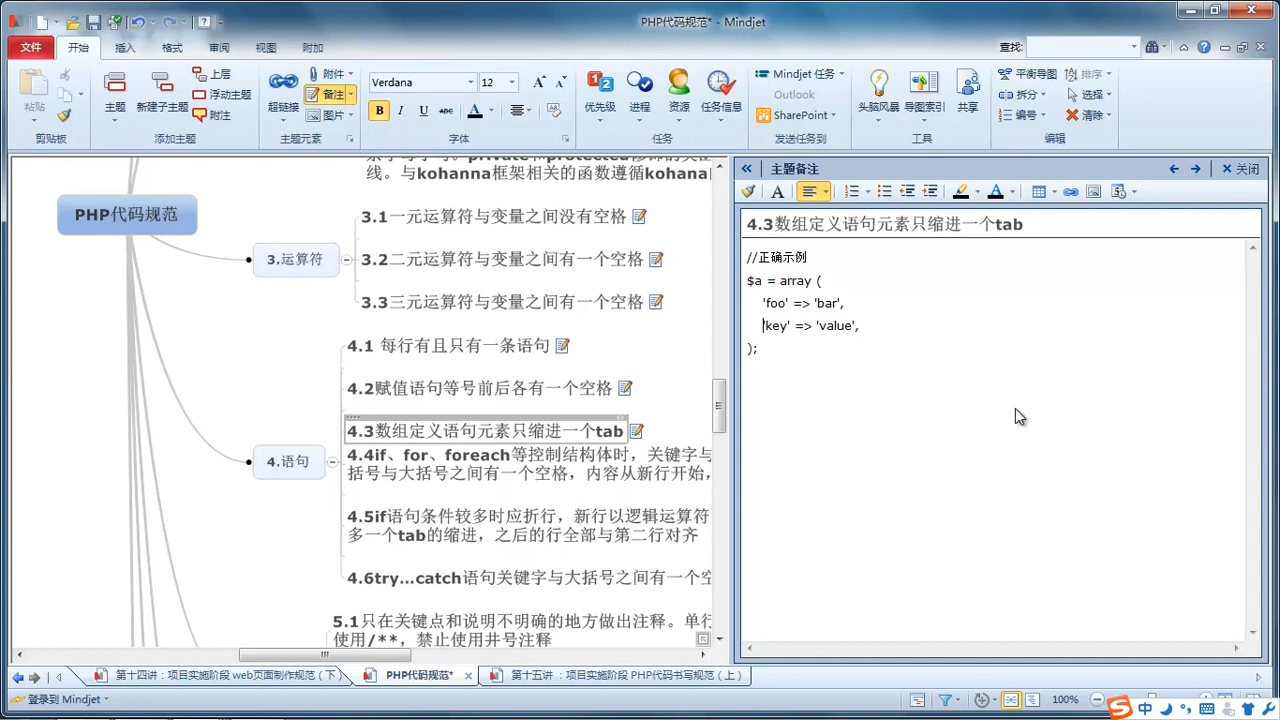 PHP代码规范* - Mindjet
文件 开始 插入 格式 审阅 视图 附加 查找:
粘贴 主题 新建子主题 上层 浮动主题 附注 超链接 附件 备注 图片 Verdana 12 优先级 进程 资源 任务信息 Mindjet 任务 Outlook SharePoint 头脑风暴 导图索引 共享 平衡导图 拆分 编号 排序 选择 清除
剪贴板 添加主题 主题元素 字体 任务 发送任务到 工具 编辑
线。与kohanna框架相关的函数遵循kohana
PHP代码规范
3.运算符
3.1一元运算符与变量之间没有空格
3.2二元运算符与变量之间有一个空格
3.3三元运算符与变量之间有一个空格
4.语句
4.1 每行有且只有一条语句
4.2赋值语句等号前后各有一个空格
4.3数组定义语句元素只缩进一个tab
4.4if、for、foreach等控制结构体时，关键字与
括号与大括号之间有一个空格，内容从新行开始，
4.5if语句条件较多时应折行，新行以逻辑运算符
多一个tab的缩进，之后的行全部与第二行对齐
4.6try...catch语句关键字与大括号之间有一个空
5.1只在关键点和说明不明确的地方做出注释。单行
使用/**，禁止使用井号注释
主题备注 关闭
4.3数组定义语句元素只缩进一个tab
//正确示例
$a = array (
'foo' => 'bar',
'key' => 'value',
);
第十四讲：项目实施阶段 web页面制作规范（下） PHP代码规范* 第十五讲：项目实施阶段 PHP代码书写规范（上）
登录到 Mindjet 100% 中